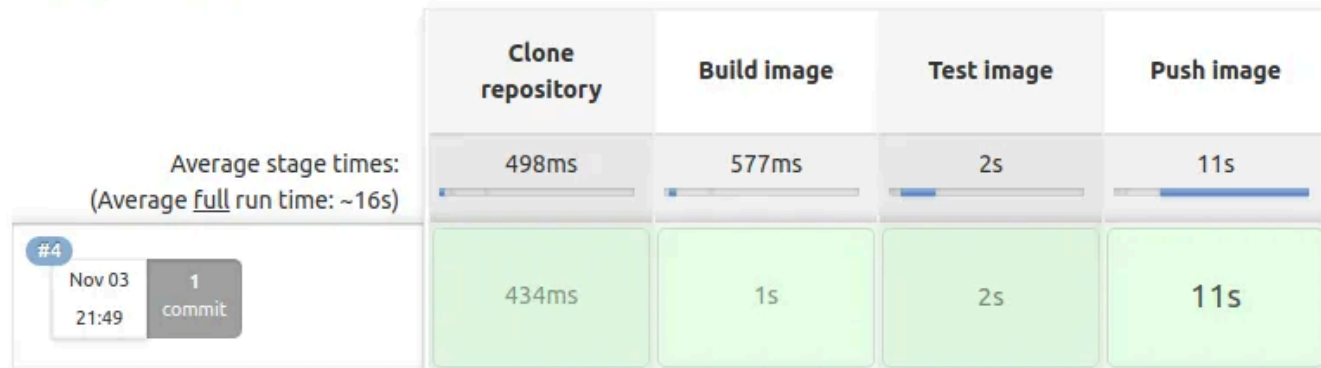 Clone
repository
Build image
Test image
Push image
Average stage times:
498ms
577ms
2s
11s
(Average full run time: ~16s)
#4
Nov 03
21:49
1
commit
434ms
1s
2s
11s